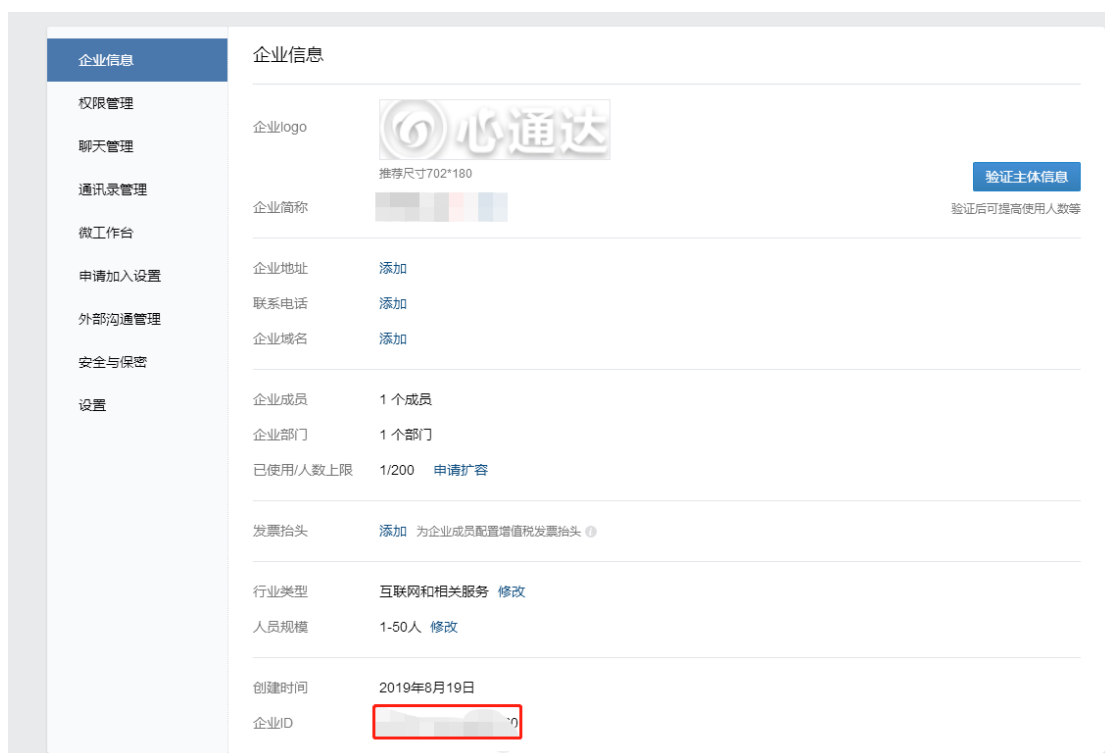 企业信息
权限管理
聊天管理
通讯录管理
微工作台
申请加入设置
外部沟通管理
安全与保密
设置
企业信息
企业logo
心通达
推荐尺寸702*180
企业简称
验证主体信息
验证后可提高使用人数等
企业地址 添加
联系电话 添加
企业域名 添加
企业成员 1 个成员
企业部门 1 个部门
已使用/人数上限 1/200 申请扩容
发票抬头 添加 为企业成员配置增值税发票抬头
行业类型 互联网和相关服务 修改
人员规模 1-50人 修改
创建时间 2019年8月19日
企业ID